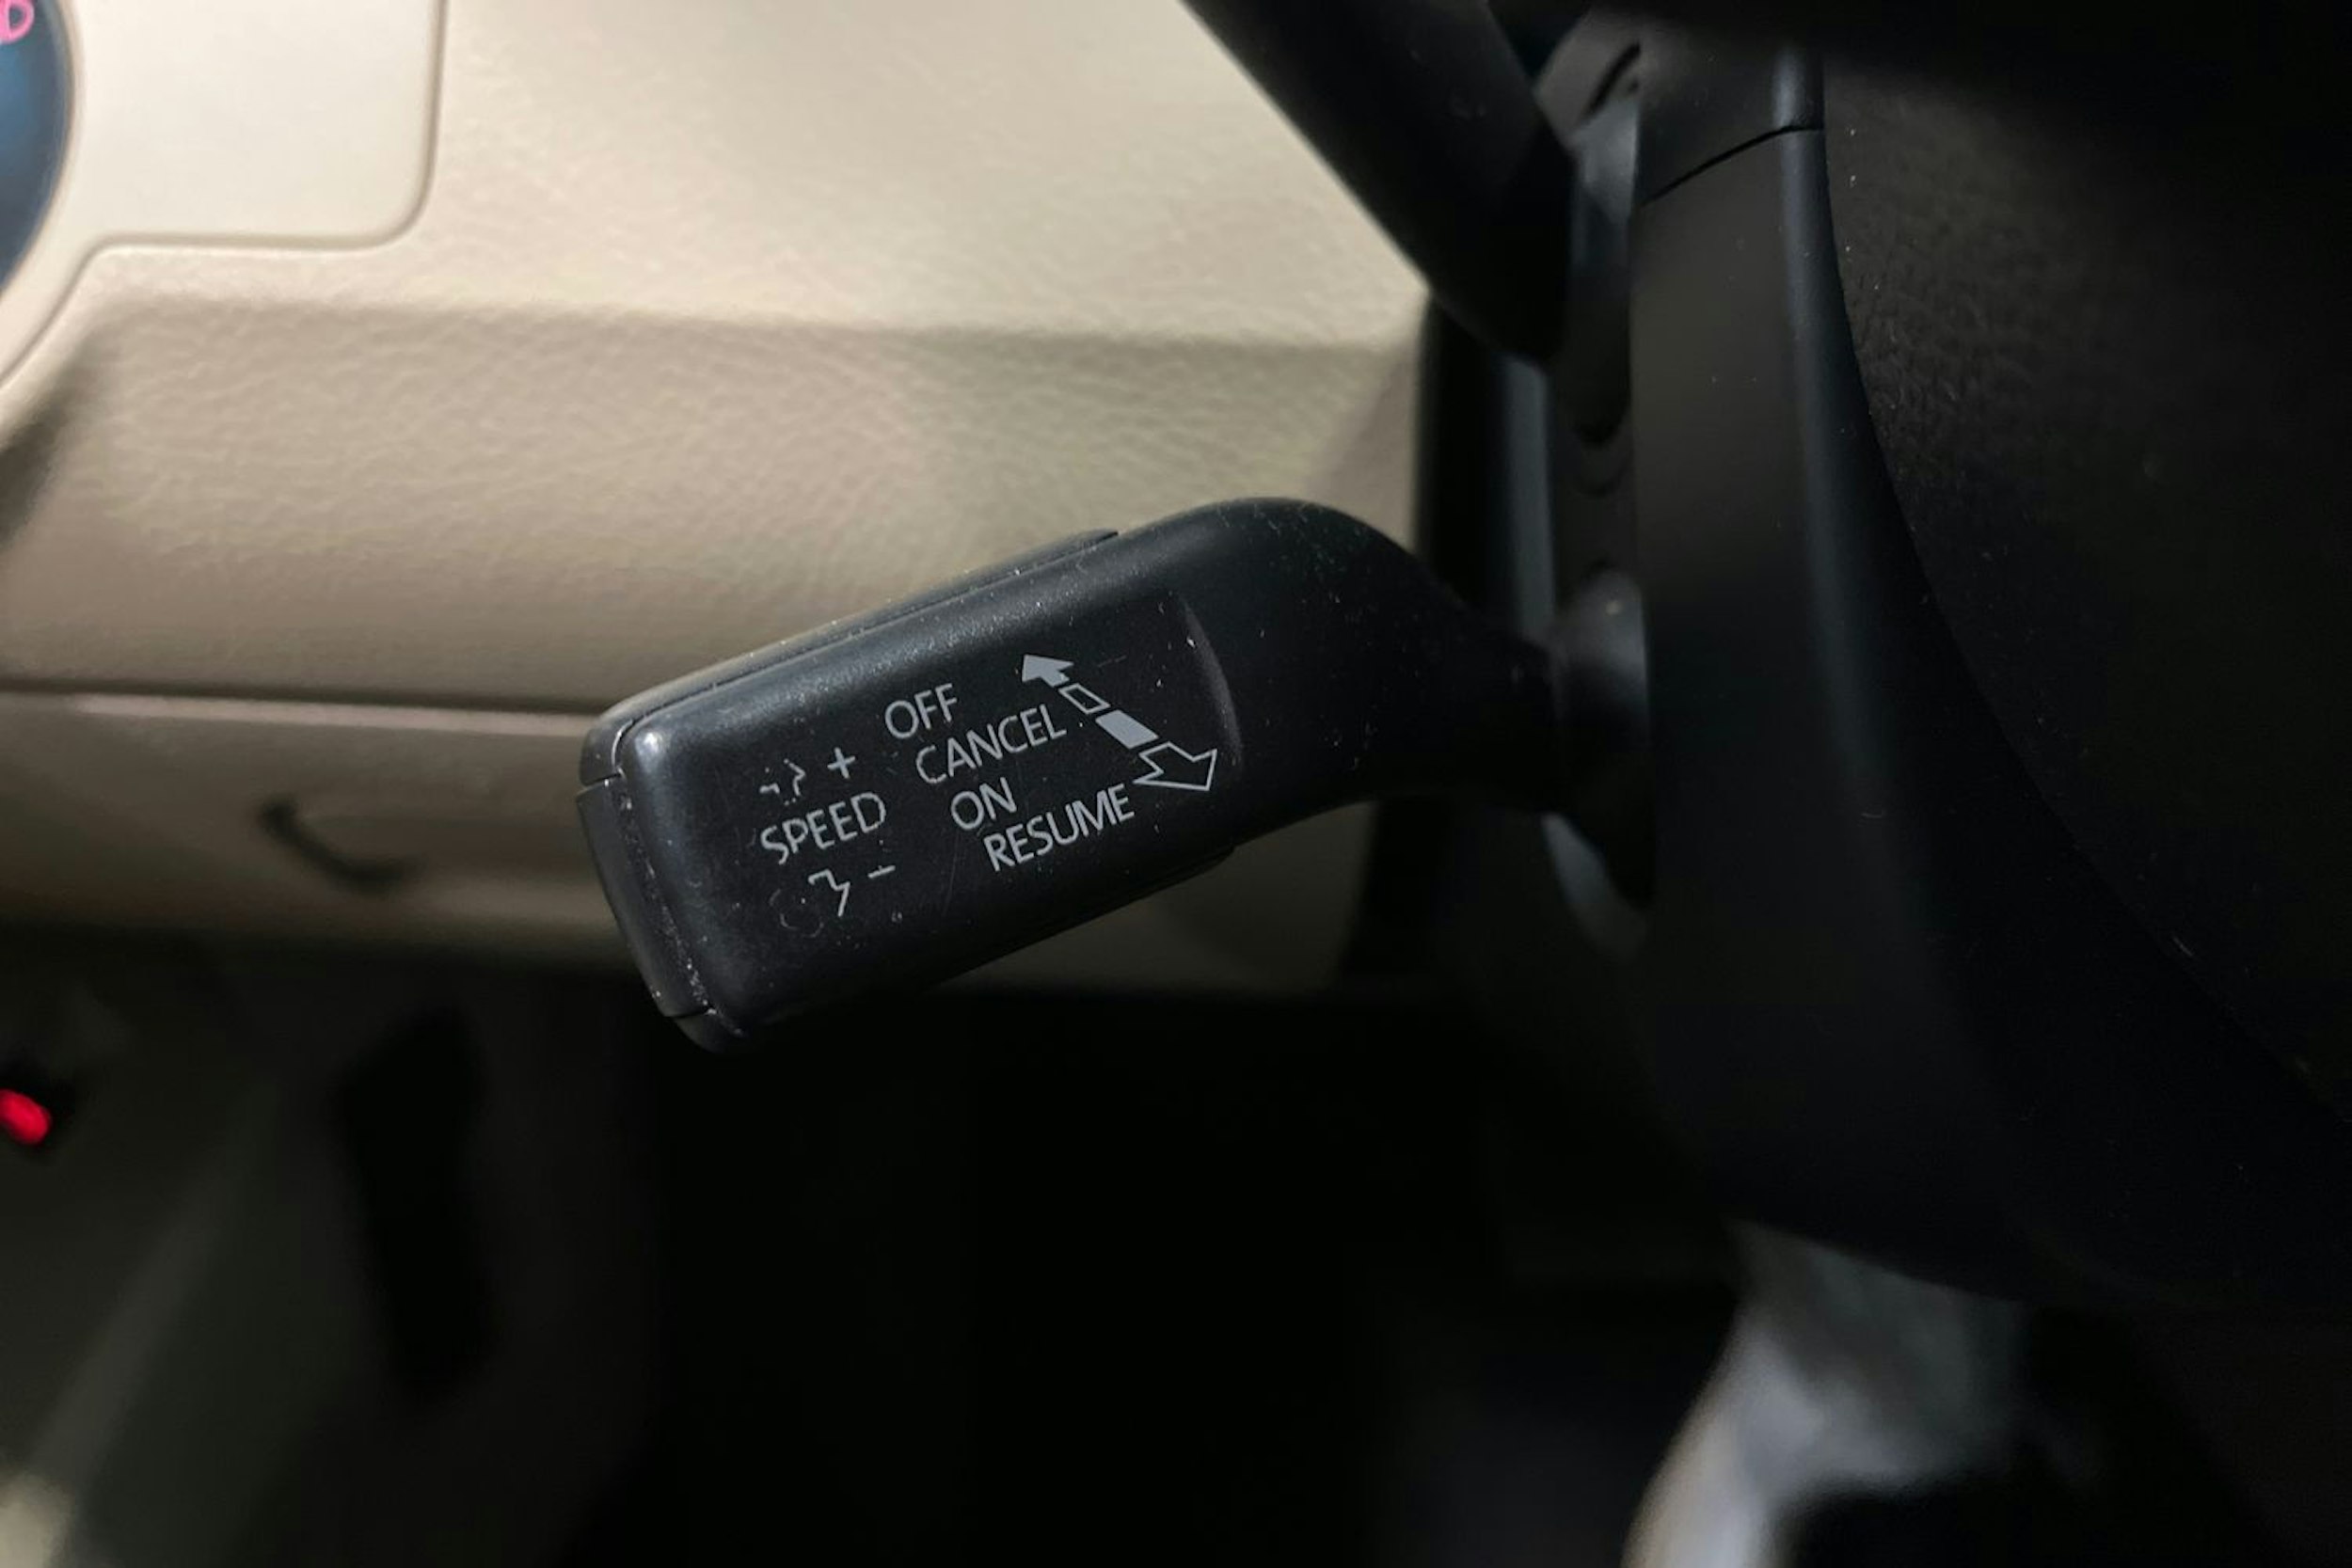 OFF
CANCEL
ON
RESUME
+
SPEED
-